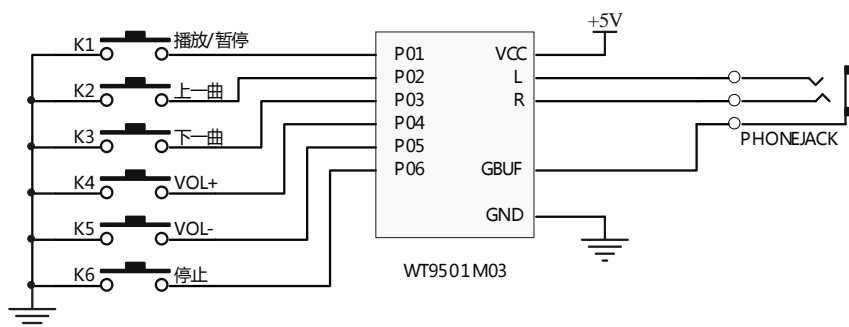 +5V
K1 播放/暂停 P01 VCC
K2 上一曲 P02 L
K3 下一曲 P03 R
P04 PHONEJACK
K4 VOL+ P05
P06 GBUF
K5 VOL- GND
K6 停止 WT9501M03